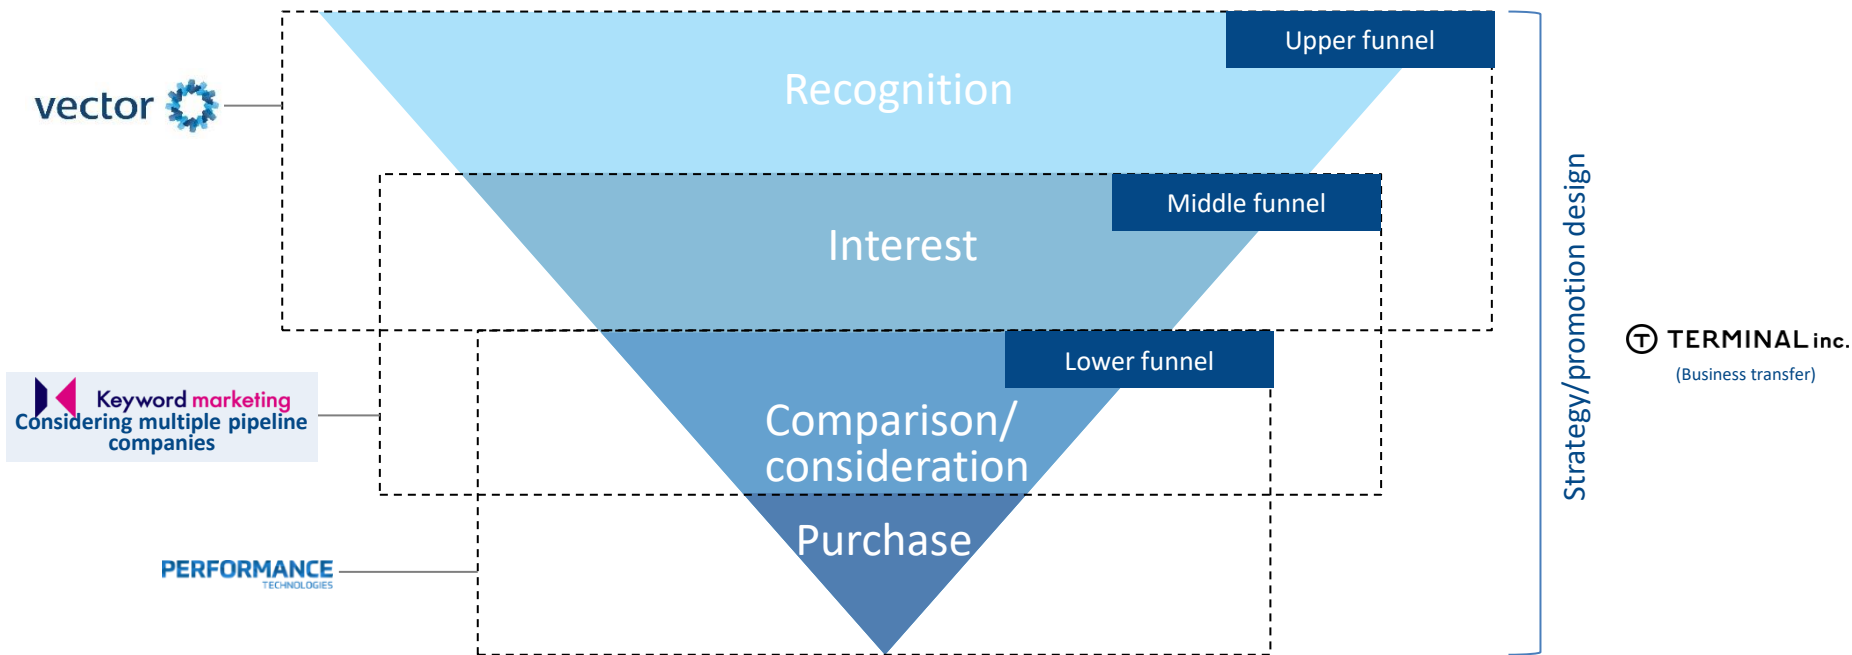 Upper funnel
Recognition
vector
Middle funnel
Interest
Lower funnel
Keyword marketing
Considering multiple pipeline
companies
Comparison/
consideration
Purchase
PERFORMANCE
TECHNOLOGIES
Strategy/promotion design
TERMINAL inc.
(Business transfer)